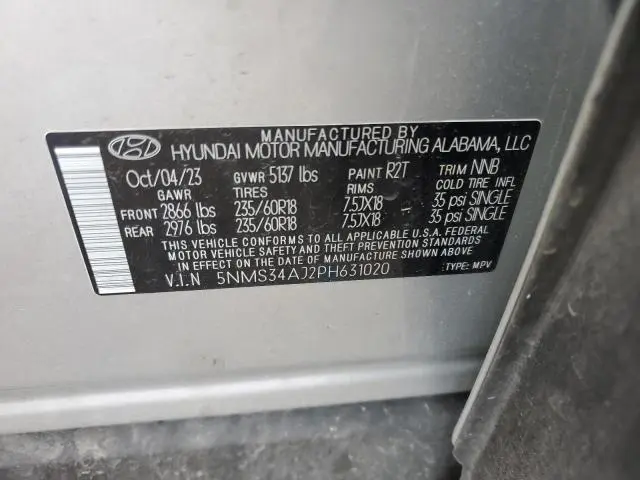 MANUFACTURED BY
HYUNDAI MOTOR MANUFACTURING ALABAMA, LLC
Oct/04/23 GVWR 5137 lbs PAINT R2T TRIM NNB
GAWR TIRES RIMS COLD TIRE INFL
FRONT 2866 lbs 235/60R18 7.5JX18 - 35 psi SINGLE
REAR 2976 lbs 235/60R18 7.5JX18 - 35 psi SINGLE
THIS VEHICLE CONFORMS TO ALL APPLICABLE U.S.A FEDERAL
MOTOR VEHICLE SAFETY AND THEFT PREVENTION STANDARDS
IN EFFECT ON THE DATE OF MANUFACTURE SHOWN ABOVE.
V.I.N 5NMS34AJ2PH631020 TYPE: MPV